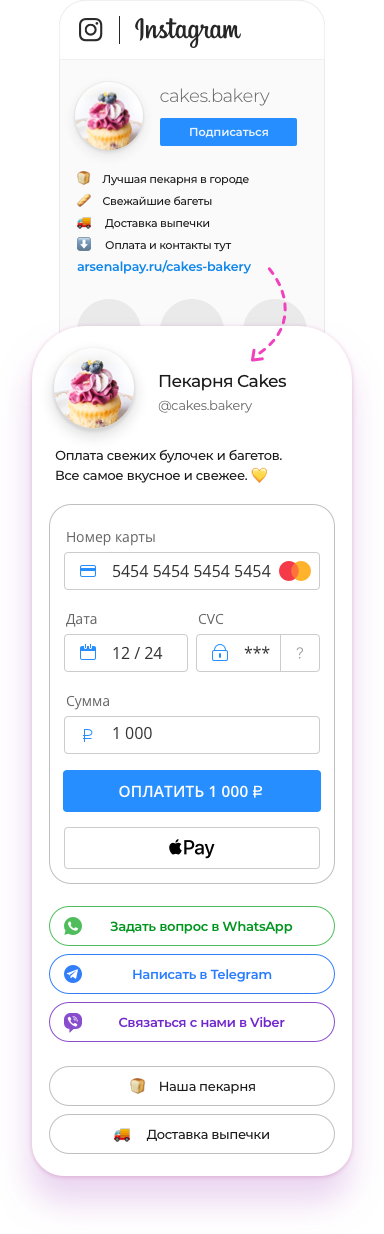 Instagram
cakes.bakery
Подписаться
Лучшая пекарня в городе
Свежайшие багеты
Доставка выпечки
Оплата и контакты тут
arsenalpay.ru/cakes-bakery
Пекарня Cakes
@cakes.bakery
Оплата свежих булочек и багетов.
Все самое вкусное и свежее. 💛
Номер карты
5454 5454 5454 5454
Дата CVC
12 / 24 *** ?
Сумма
₽ 1 000
ОПЛАТИТЬ 1 000 ₽
Pay
Задать вопрос в WhatsApp
Написать в Telegram
Связаться с нами в Viber
Наша пекарня
Доставка выпечки